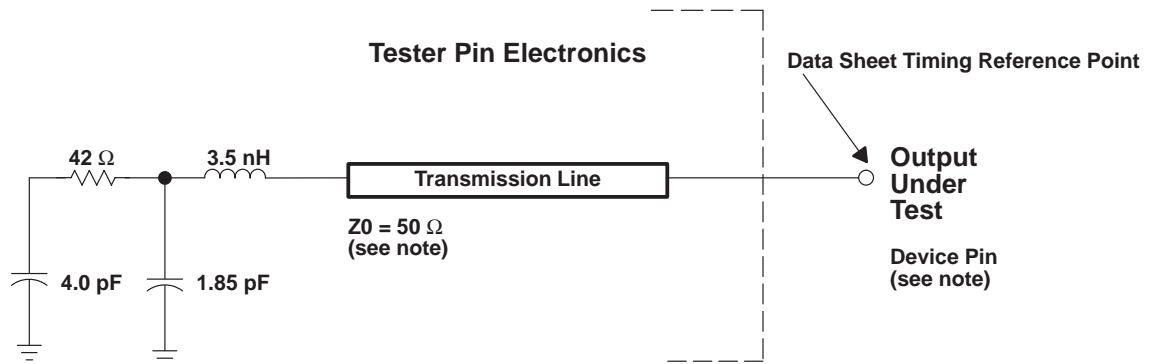 Tester Pin Electronics
Data Sheet Timing Reference Point
42 Ω
3.5 nH
Transmission Line
Output
Under
Test
Z0 = 50 Ω
(see note)
Device Pin
(see note)
4.0 pF
1.85 pF